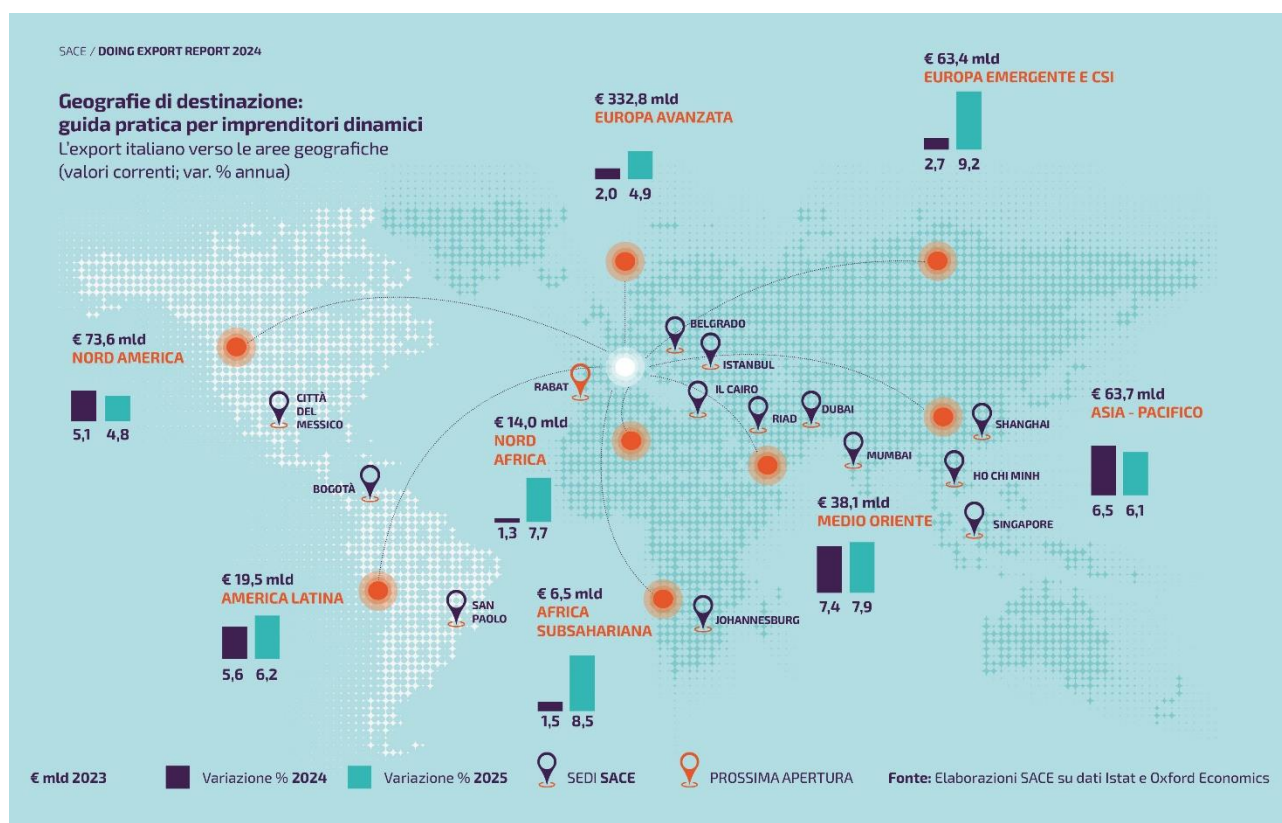 SACE / DOING EXPORT REPORT 2024
Geografie di destinazione:
guida pratica per imprenditori dinamici
L'export italiano verso le aree geografiche
(valori correnti; var. % annua)
€ 332,8 mld
EUROPA AVANZATA
2,0 4,9
€ 63,4 mld
EUROPA EMERGENTE E CSI
2,7 9,2
€ 73,6 mld
NORD AMERICA
5,1 4,8
CITTÀ
DEL
MESSICO
BOGOTÀ
RABAT
BELGRADO
ISTANBUL
IL CAIRO
RIAD
DUBAI
MUMBAI
SHANGHAI
HO CHI MINH
SINGAPORE
€ 63,7 mld
ASIA - PACIFICO
6,5 6,1
€ 14,0 mld
NORD
AFRICA
1,3 7,7
€ 38,1 mld
MEDIO ORIENTE
7,4 7,9
€ 19,5 mld
AMERICA LATINA
5,6 6,2
SAN
PAOLO
€ 6,5 mld
AFRICA
SUBSAHARIANA
1,5 8,5
JOHANNESBURG
€ mld 2023
Variazione % 2024
Variazione % 2025
SEDI SACE
PROSSIMA APERTURA
Fonte: Elaborazioni SACE su dati Istat e Oxford Economics